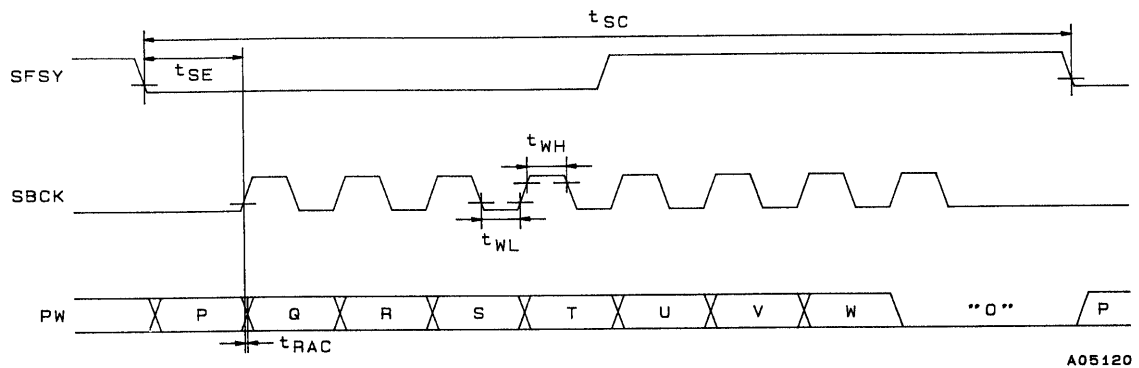 tSC
SFSY
tSE
SBCK
tWH
tWL
PW P Q R S T U V W "0" P
tRAC
A05120